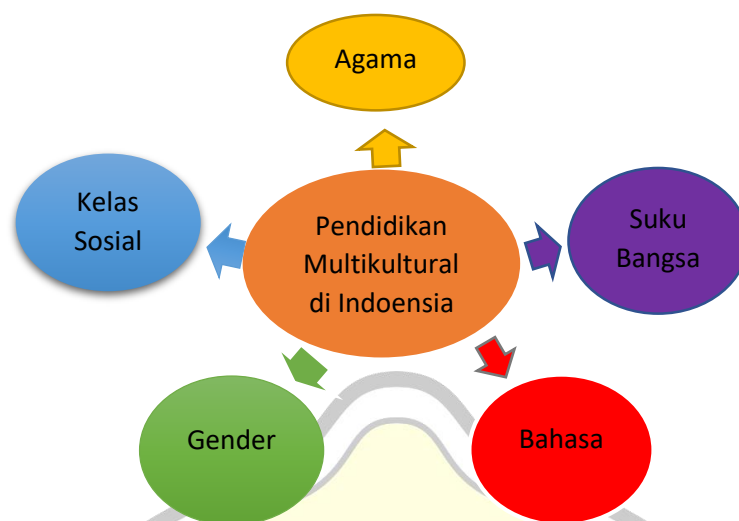 Agama
Kelas
Sosial
Pendidikan
Multikultural
di Indoensia
Suku
Bangsa
Gender
Bahasa